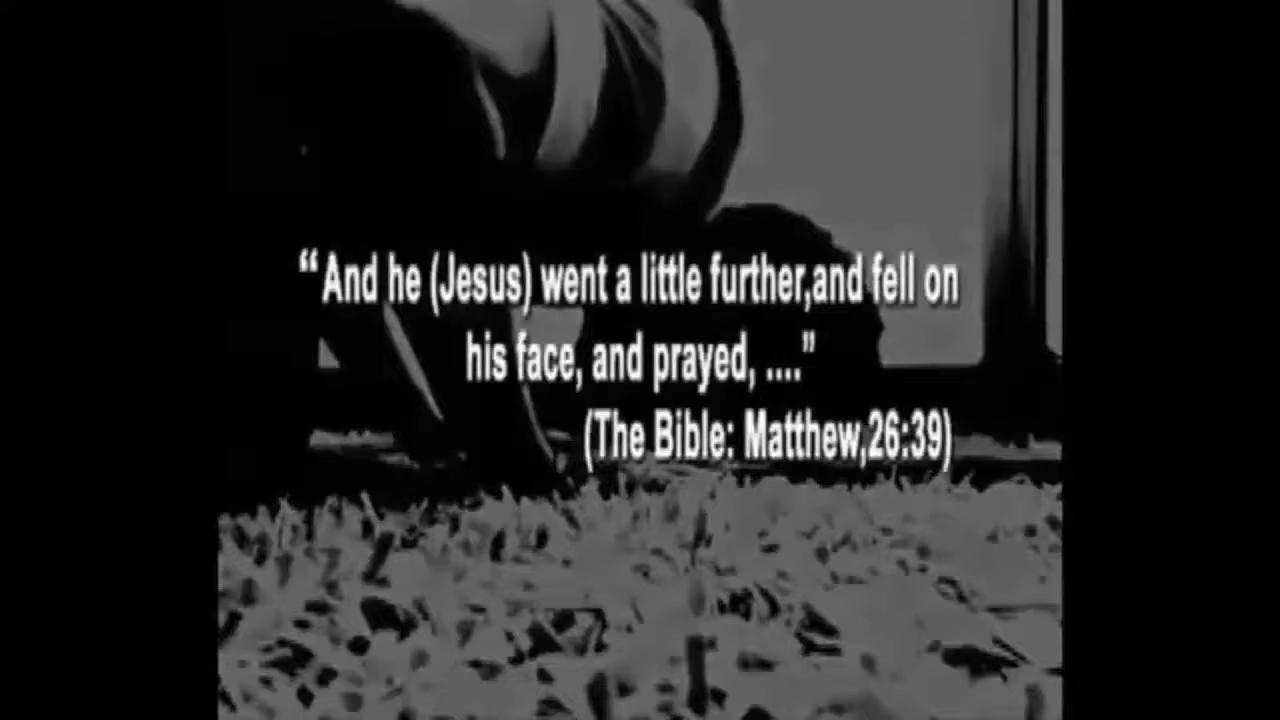 “And he (Jesus) went a little further,and fell on
his face, and prayed, ....”
(The Bible: Matthew,26:39)